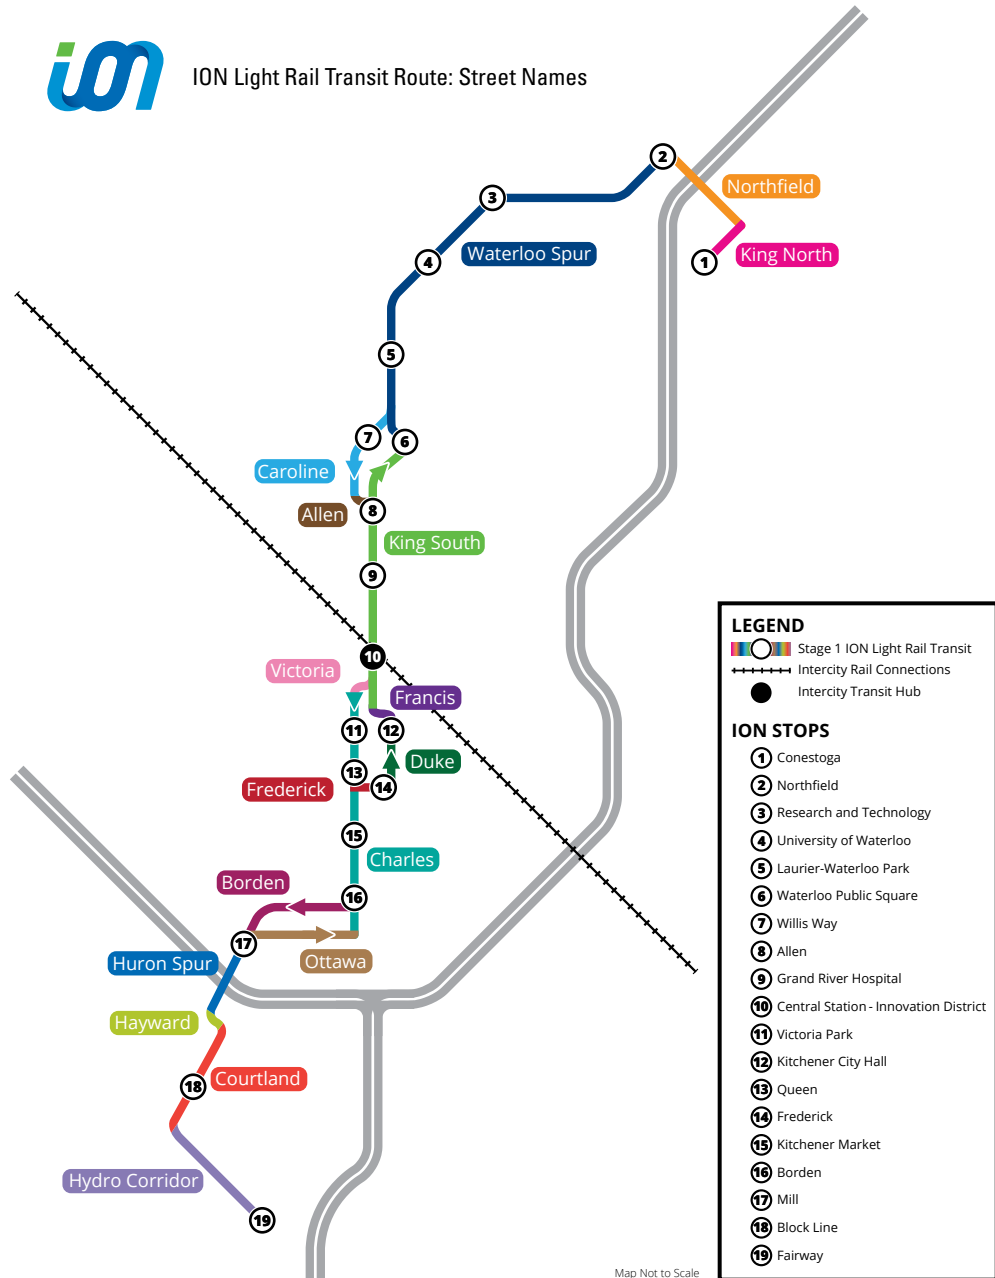 ion
ION Light Rail Transit Route: Street Names
2
Northfield
3
King North
1
Waterloo Spur
4
5
7
6
Caroline
Allen
8
King South
9
10
Victoria
Francis
11
12
Duke
13
Frederick
14
15
Charles
Borden
16
17
Ottawa
Huron Spur
Hayward
18
Courtland
Hydro Corridor
19
LEGEND
Stage 1 ION Light Rail Transit
Intercity Rail Connections
Intercity Transit Hub
ION STOPS
1 Conestoga
2 Northfield
3 Research and Technology
4 University of Waterloo
5 Laurier-Waterloo Park
6 Waterloo Public Square
7 Willis Way
8 Allen
9 Grand River Hospital
10 Central Station - Innovation District
11 Victoria Park
12 Kitchener City Hall
13 Queen
14 Frederick
15 Kitchener Market
16 Borden
17 Mill
18 Block Line
19 Fairway
Map Not to Scale